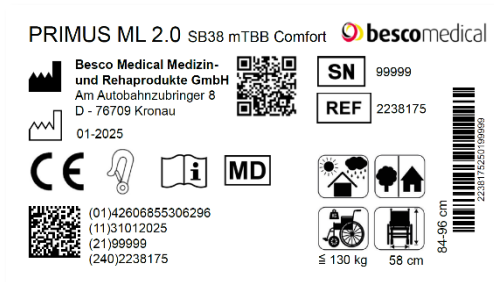 PRIMUS ML 2.0 SB38 mTBB Comfort
bescomedical
Besco Medical Medizin-
und Rehaprodukte GmbH
Am Autobahnzubringer 8
D - 76709 Kronau
01-2025
SN 99999
REF 2238175
CE
i
MD
(01)42606855306296
(11)31012025
(21)99999
(240)2238175
≤ 130 kg
58 cm
84-96 cm
2238175250199999